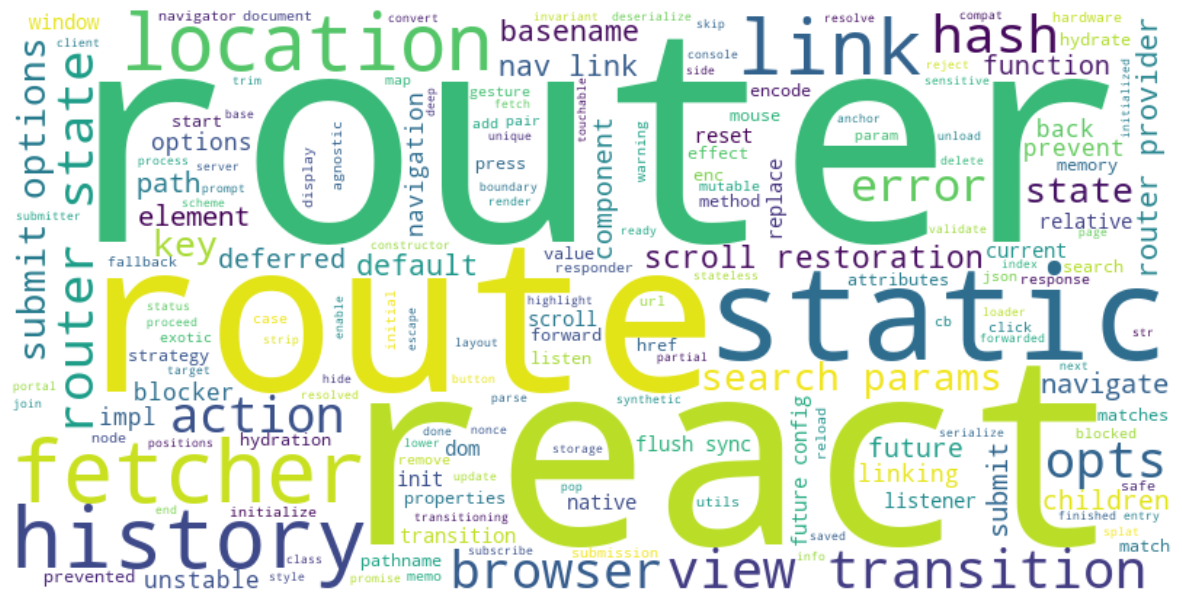 router
route
react
static
location
link
hash
history
fetcher
browser
view transition
action
error
state
opts
key
router state
submit options
router provider
search params
scroll restoration
basename
nav link
function
window
client
navigator
document
convert
invariant
deserialize
skip
resolve
compat
hardware
hydrate
console
side
reject
sensitive
initialized
trim
map
gesture
fetch
deep
touchable
encode
start
base
options
process
server
path
prompt
scheme
element
display
agnostic
navigation
add
pair
unique
press
boundary
render
component
warning
ready
reset
effect
enc
mutable
method
mouse
replace
anchor
param
unload
delete
validate
back
prevent
memory
relative
page
submitter
fallback
deferred
default
constructor
value
responder
stateless
current
attributes
index
json
search
response
status
proceed
exotic
case
strip
enable
initial
escape
strategy
target
blocker
hide
resolved
layout
highlight
scroll
forward
listen
url
href
partial
cb
loader
click
forwarded
str
next
navigate
portal
join
impl
node
positions
hydration
button
parse
synthetic
matches
blocked
done
nonce
lower
dom
remove
init
update
properties
transitioning
transition
storage
flush sync
pop
native
utils
future config
reload
future
linking
listener
serialize
submit
children
safe
finished
entry
splat
match
end
initialize
class
style
prevented
unstable
pathname
promise
memo
subscribe
submission
saved
info